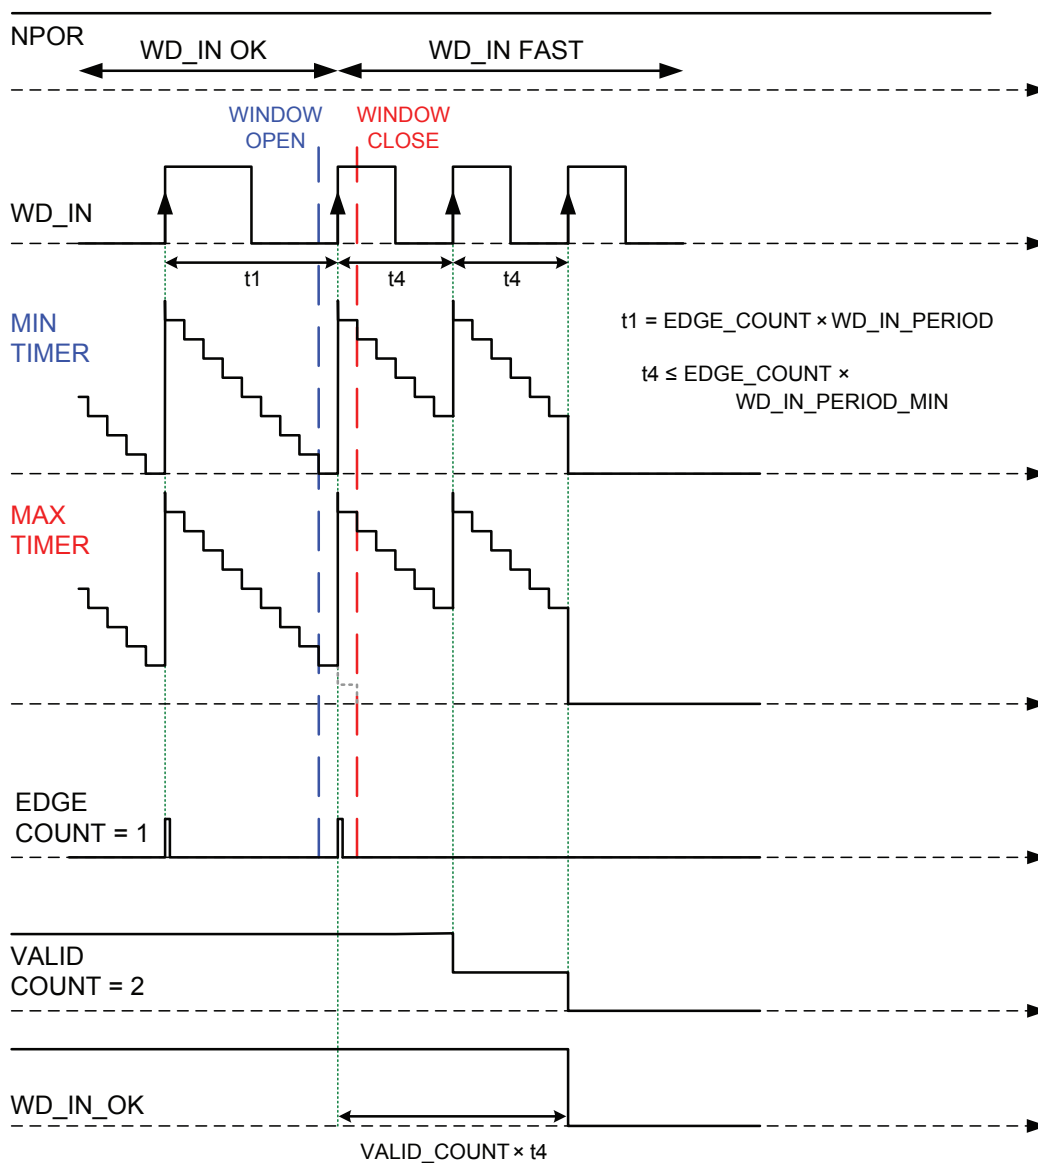 NPOR
WD_IN OK
WD_IN FAST
WINDOW
OPEN
WINDOW
CLOSE
WD_IN
t1
t4
t4
MIN
TIMER
t1 = EDGE_COUNT × WD_IN_PERIOD
t4 ≤ EDGE_COUNT ×
WD_IN_PERIOD_MIN
MAX
TIMER
EDGE
COUNT = 1
VALID
COUNT = 2
WD_IN_OK
VALID_COUNT × t4